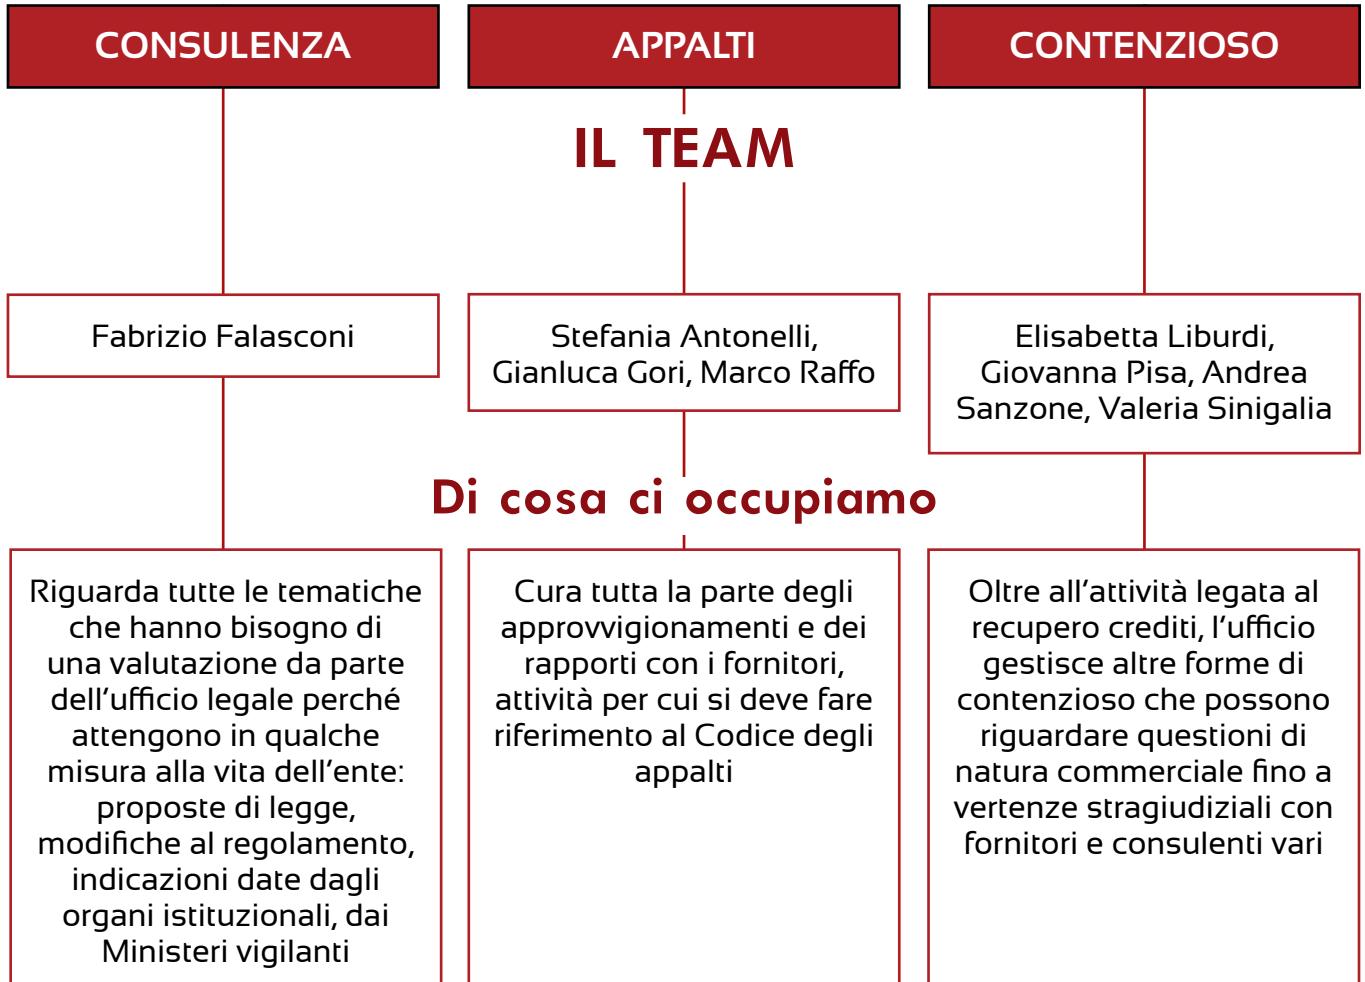 CONSULENZA
APPALTI
CONTENZIOSO
IL TEAM
Fabrizio Falasconi
Stefania Antonelli,
Gianluca Gori, Marco Raffo
Elisabetta Liburdi,
Giovanna Pisa, Andrea
Sanzone, Valeria Sinigalia
Di cosa ci occupiamo
Riguarda tutte le tematiche
che hanno bisogno di
una valutazione da parte
dell'ufficio legale perché
attengono in qualche
misura alla vita dell'ente:
proposte di legge,
modifiche al regolamento,
indicazioni date dagli
organi istituzionali, dai
Ministeri vigilanti
Cura tutta la parte degli
approvvigionamenti e dei
rapporti con i fornitori,
attività per cui si deve fare
riferimento al Codice degli
appalti
Oltre all'attività legata al
recupero crediti, l'ufficio
gestisce altre forme di
contenzioso che possono
riguardare questioni di
natura commerciale fino a
vertenze stragiudiziali con
fornitori e consulenti vari